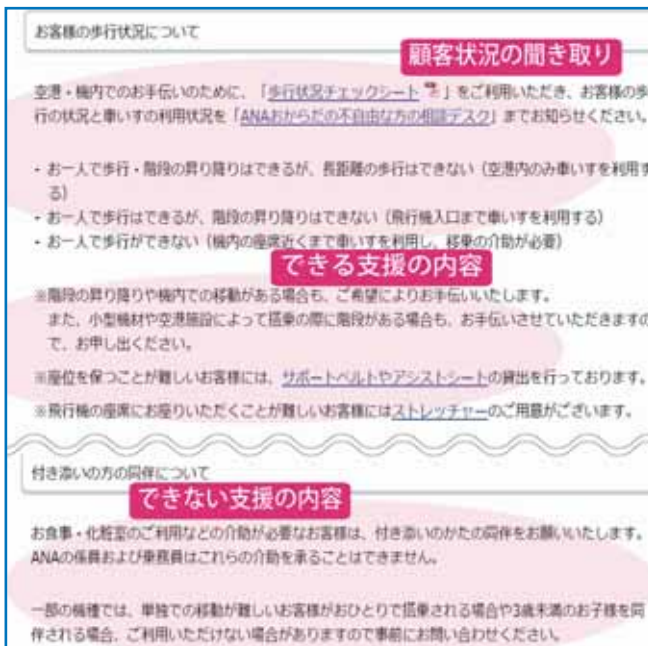 お客様の歩行状況について
顧客状況の聞き取り
空港・機内でのお手伝いのために、「歩行状況チェックシート」をご利用いただき、お客様の歩
行の状況と車いすの利用状況を「ANAおからだの不自由な方の相談デスク」までお知らせください。
・お一人で歩行・階段の昇り降りはできるが、長距離の歩行はできない（空港内のみ車いすを利用す
る）
・お一人で歩行はできるが、階段の昇り降りはできない（飛行機入口まで車いすを利用する）
・お一人で歩行ができない（機内の座席近くまで車いすを利用し、移乗の介助が必要）
できる支援の内容
※階段の昇り降りや機内での移動がある場合も、ご希望によりお手伝いいたします。
また、小型機材や空港施設によって搭乗の際に階段がある場合も、お手伝いさせていただきますの
で、お申し出ください。
※座位を保つことが難しいお客様には、サポートベルトやアシストシートの貸出を行っております。
※飛行機の座席にお座りいただくことが難しいお客様にはストレッチャーのご用意がございます。
付き添いの方の同伴について
できない支援の内容
お食事・化粧室のご利用などの介助が必要なお客様は、付き添いのかたの同伴をお願いいたします。
ANAの係員および乗務員はこれらの介助を承ることはできません。
一部の機種では、単独での移動が難しいお客様がおひとりで搭乗される場合や3歳未満のお子様を同
伴される場合、ご利用いただけない場合がありますので事前にお問い合わせください。